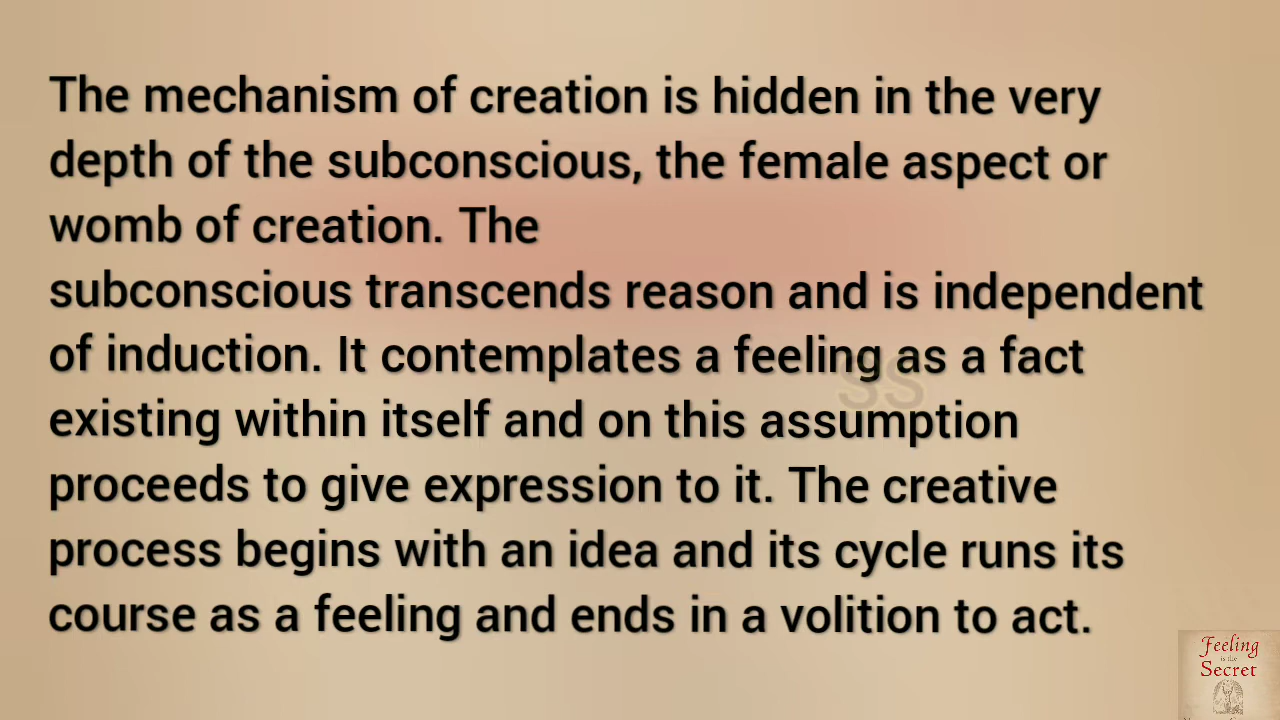 The mechanism of creation is hidden in the very
depth of the subconscious, the female aspect or
womb of creation. The
subconscious transcends reason and is independent
of induction. It contemplates a feeling as a fact
existing within itself and on this assumption
proceeds to give expression to it. The creative
process begins with an idea and its cycle runs its
course as a feeling and ends in a volition to act.
SS
Feeling
is the
Secret